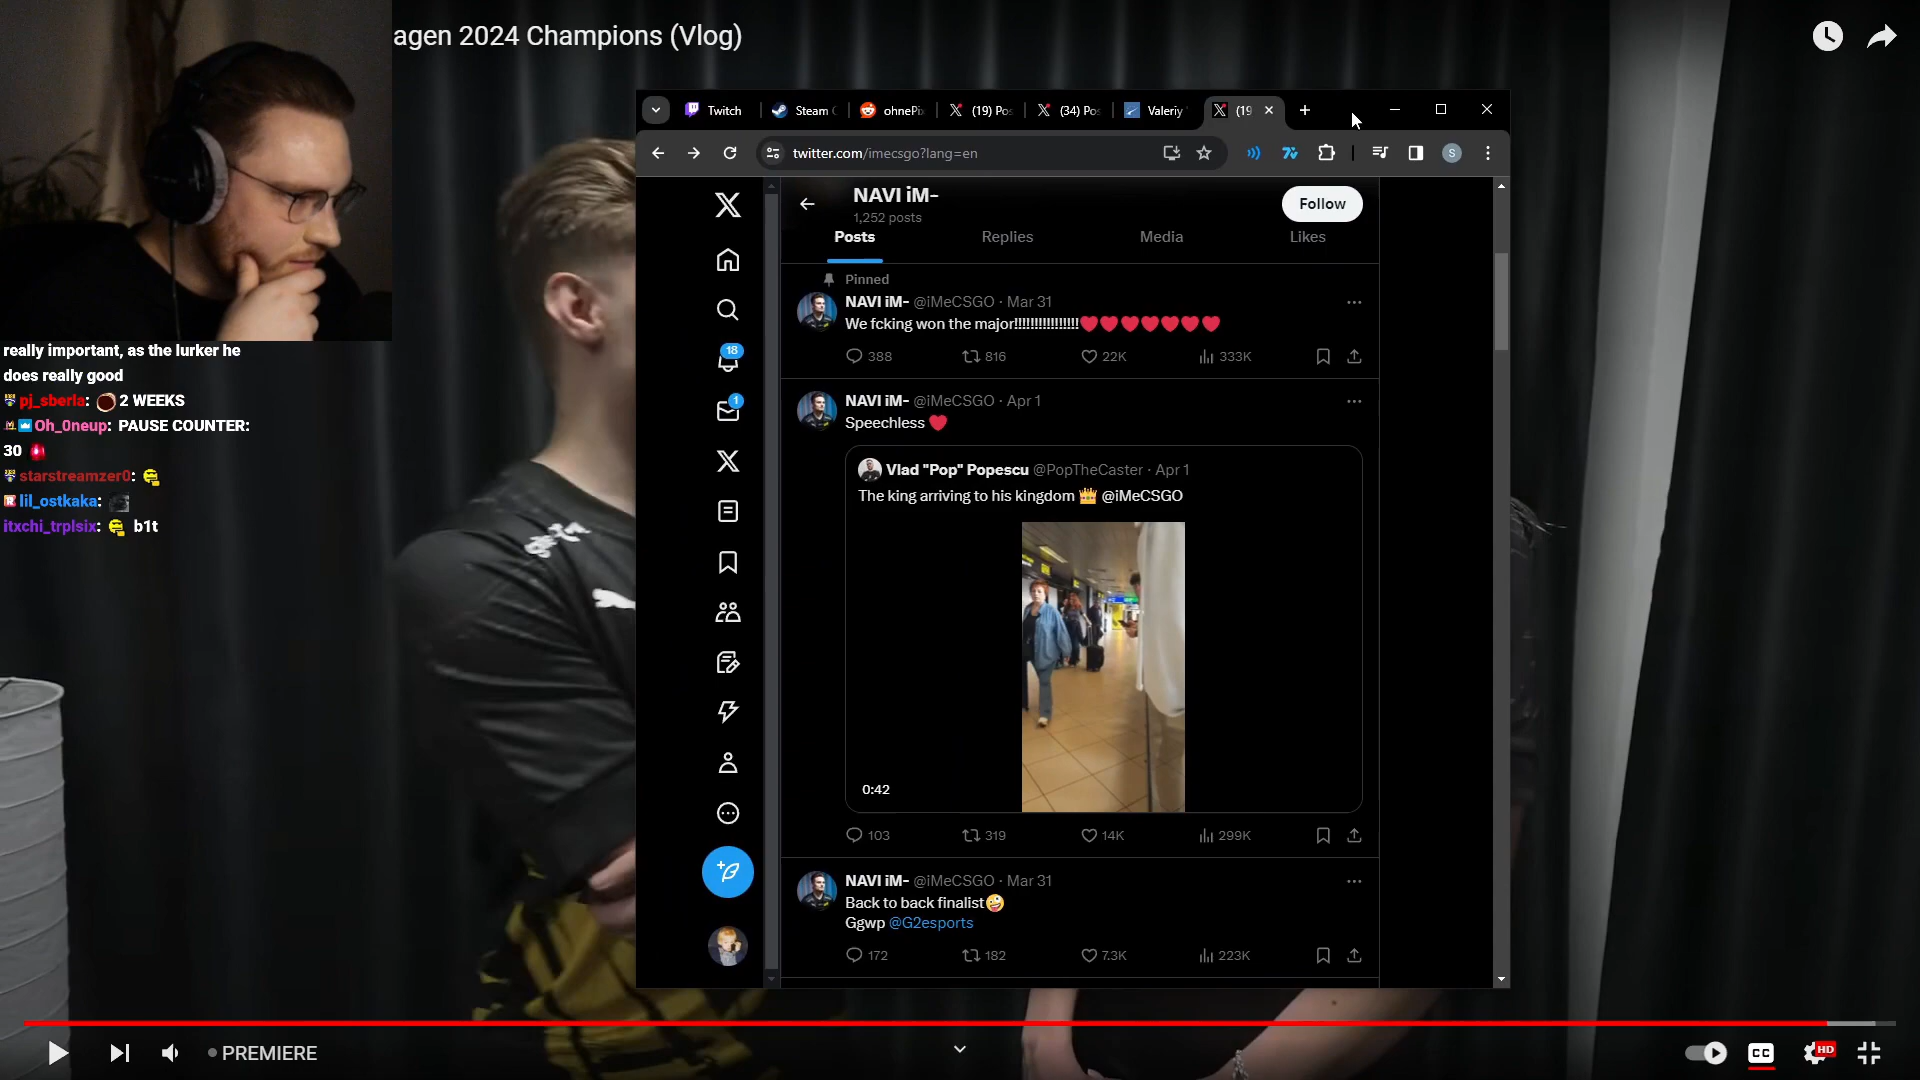 agen 2024 Champions (Vlog)
Twitch
Steam
ohnePi
(19) Po
(34) Po
Valeriy
(19
twitter.com/imecsgo?lang=en
S
NAVI iM-
1,252 posts
Follow
Posts
Replies
Media
Likes
Pinned
NAVI iM- @iMeCSGO · Mar 31
We fcking won the major!!!!!!!!!!!!!!!!❤❤❤❤❤❤❤
388
816
22K
333K
18
1
NAVI iM- @iMeCSGO · Apr 1
Speechless ❤
Vlad "Pop" Popescu @PopTheCaster · Apr 1
The king arriving to his kingdom 👑 @iMeCSGO
0:42
103
319
14K
299K
NAVI iM- @iMeCSGO · Mar 31
Back to back finalist🤪
Ggwp @G2esports
172
182
7.3K
223K
really important, as the lurker he
does really good
pj_sberla: 2 WEEKS
Oh_0neup: PAUSE COUNTER:
30 🚨
starstreamzer0:
lil_ostkaka:
itxchi_trplsix: b1t
PREMIERE
CC
HD